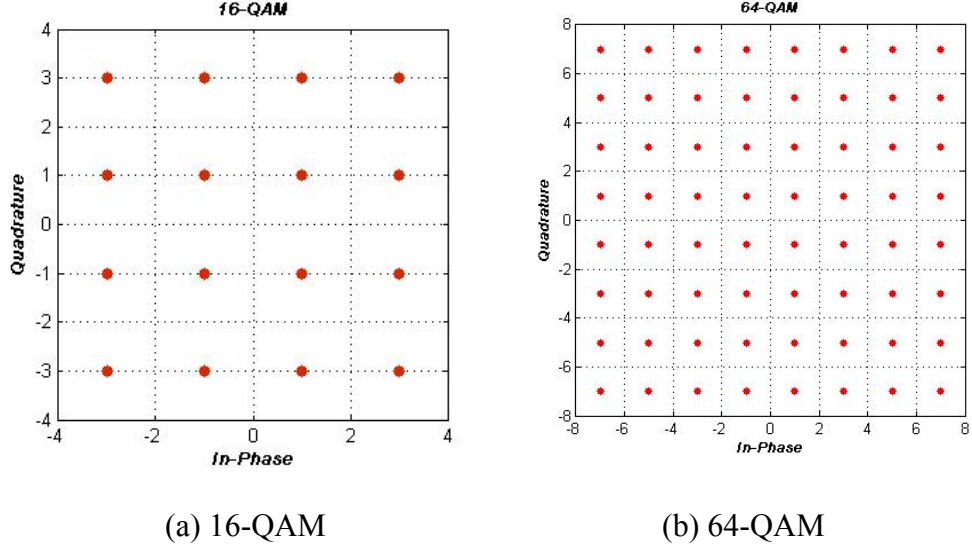 16-QAM
4
3
2
1
0
-1
-2
-3
-4
-4 -2 0 2 4
Quadrature
In-Phase
64-QAM
8
6
4
2
0
-2
-4
-6
-8
-8 -6 -4 -2 0 2 4 6 8
Quadrature
In-Phase
(a) 16-QAM
(b) 64-QAM